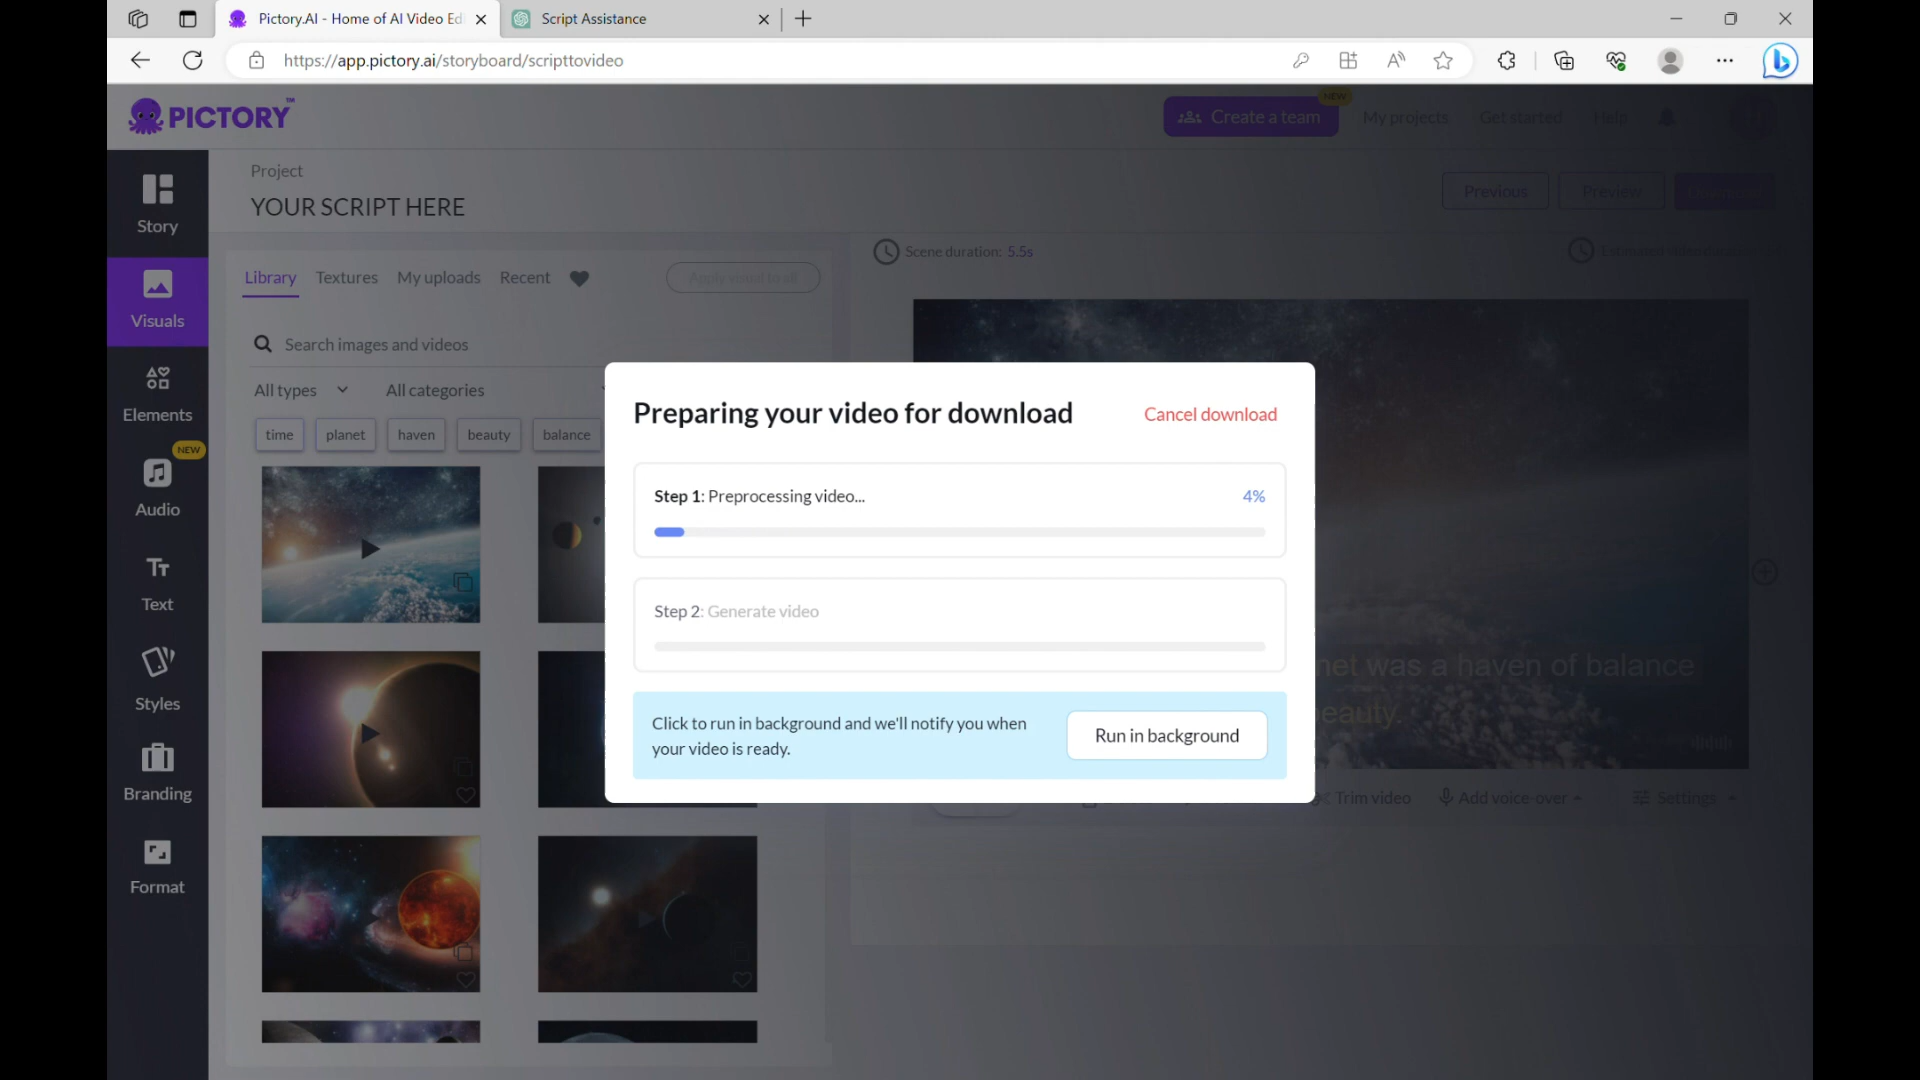 Pictory.AI - Home of AI Video Ed
Script Assistance
https://app.pictory.ai/storyboard/scripttovideo
PICTORY
NEW
Create a team
My projects
Get started
Help
Project
YOUR SCRIPT HERE
Previous
Preview
Story
Visuals
Elements
NEW
Audio
Text
Styles
Branding
Format
Library
Textures
My uploads
Recent
Search images and videos
All types
All categories
time
planet
haven
beauty
balance
Scene duration: 5.5s
Preparing your video for download
Cancel download
Step 1: Preprocessing video...
4%
Step 2: Generate video
Click to run in background and we'll notify you when
your video is ready.
Run in background
net was a haven of balance
beauty.
Trim video
Add voice-over
Settings